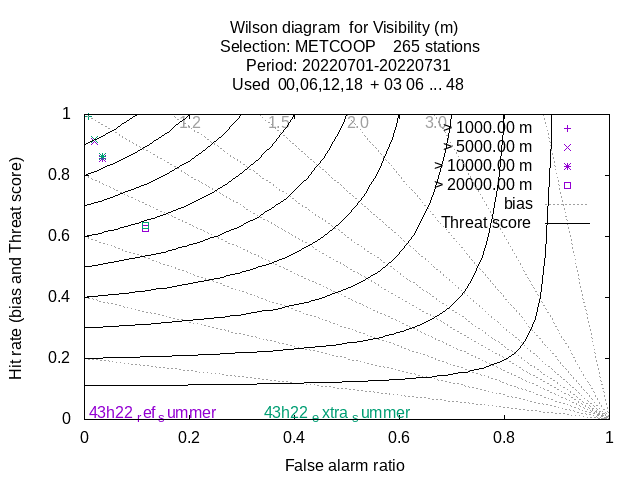 Wilson diagram for Visibility (m)
Selection: METCOOP 265 stations
Period: 20220701-20220731
Used 00,06,12,18 + 03 06 ... 48
Hit rate (bias and Threat score)
1
0.8
0.6
0.4
0.2
0
1.2
1.5
2.0
3.0
> 1000.00 m
> 5000.00 m
> 10000.00 m
> 20000.00 m
bias
Threat score
43h22refsummer
43h22extrasummer
0 0.2 0.4 0.6 0.8 1
False alarm ratio